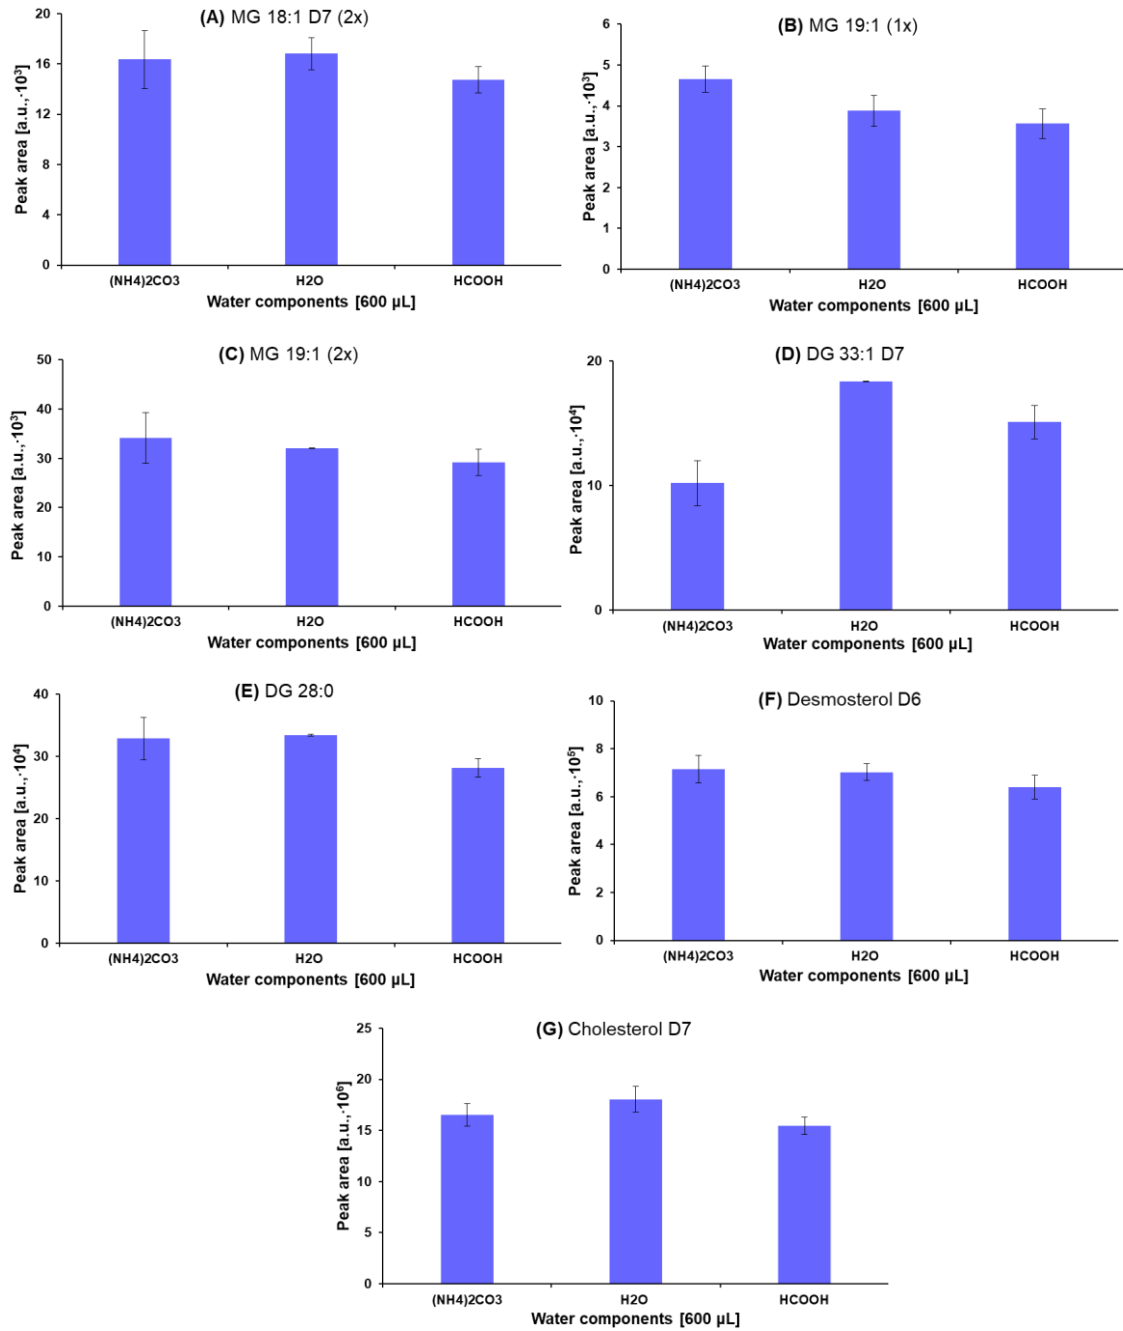 (A) MG 18:1 D7 (2x)
Peak area [a.u.,·10³]
20
16
12
8
4
0
(NH4)2CO3 H2O HCOOH
Water components [600 µL]
(B) MG 19:1 (1x)
Peak area [a.u.,·10³]
6
5
4
3
2
1
0
(NH4)2CO3 H2O HCOOH
Water components [600 µL]
(C) MG 19:1 (2x)
Peak area [a.u.,·10³]
50
40
30
20
10
0
(NH4)2CO3 H2O HCOOH
Water components [600 µL]
(D) DG 33:1 D7
Peak area [a.u.,·10⁴]
20
10
0
(NH4)2CO3 H2O HCOOH
Water components [600 µL]
(E) DG 28:0
Peak area [a.u.,·10⁴]
40
30
20
10
0
(NH4)2CO3 H2O HCOOH
Water components [600 µL]
(F) Desmosterol D6
Peak area [a.u.,·10⁵]
10
8
6
4
2
0
(NH4)2CO3 H2O HCOOH
Water components [600 µL]
(G) Cholesterol D7
Peak area [a.u.,·10⁶]
25
20
15
10
5
0
(NH4)2CO3 H2O HCOOH
Water components [600 µL]